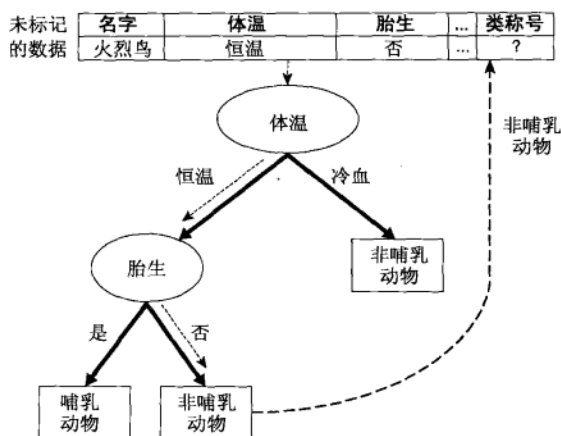 未标记 名字 体温 胎生 ... 类称号
的数据 火烈鸟 恒温 否 ... ?
体温
非哺乳
动物
恒温 冷血
胎生
非哺乳
动物
是 否
哺乳 非哺乳
动物 动物